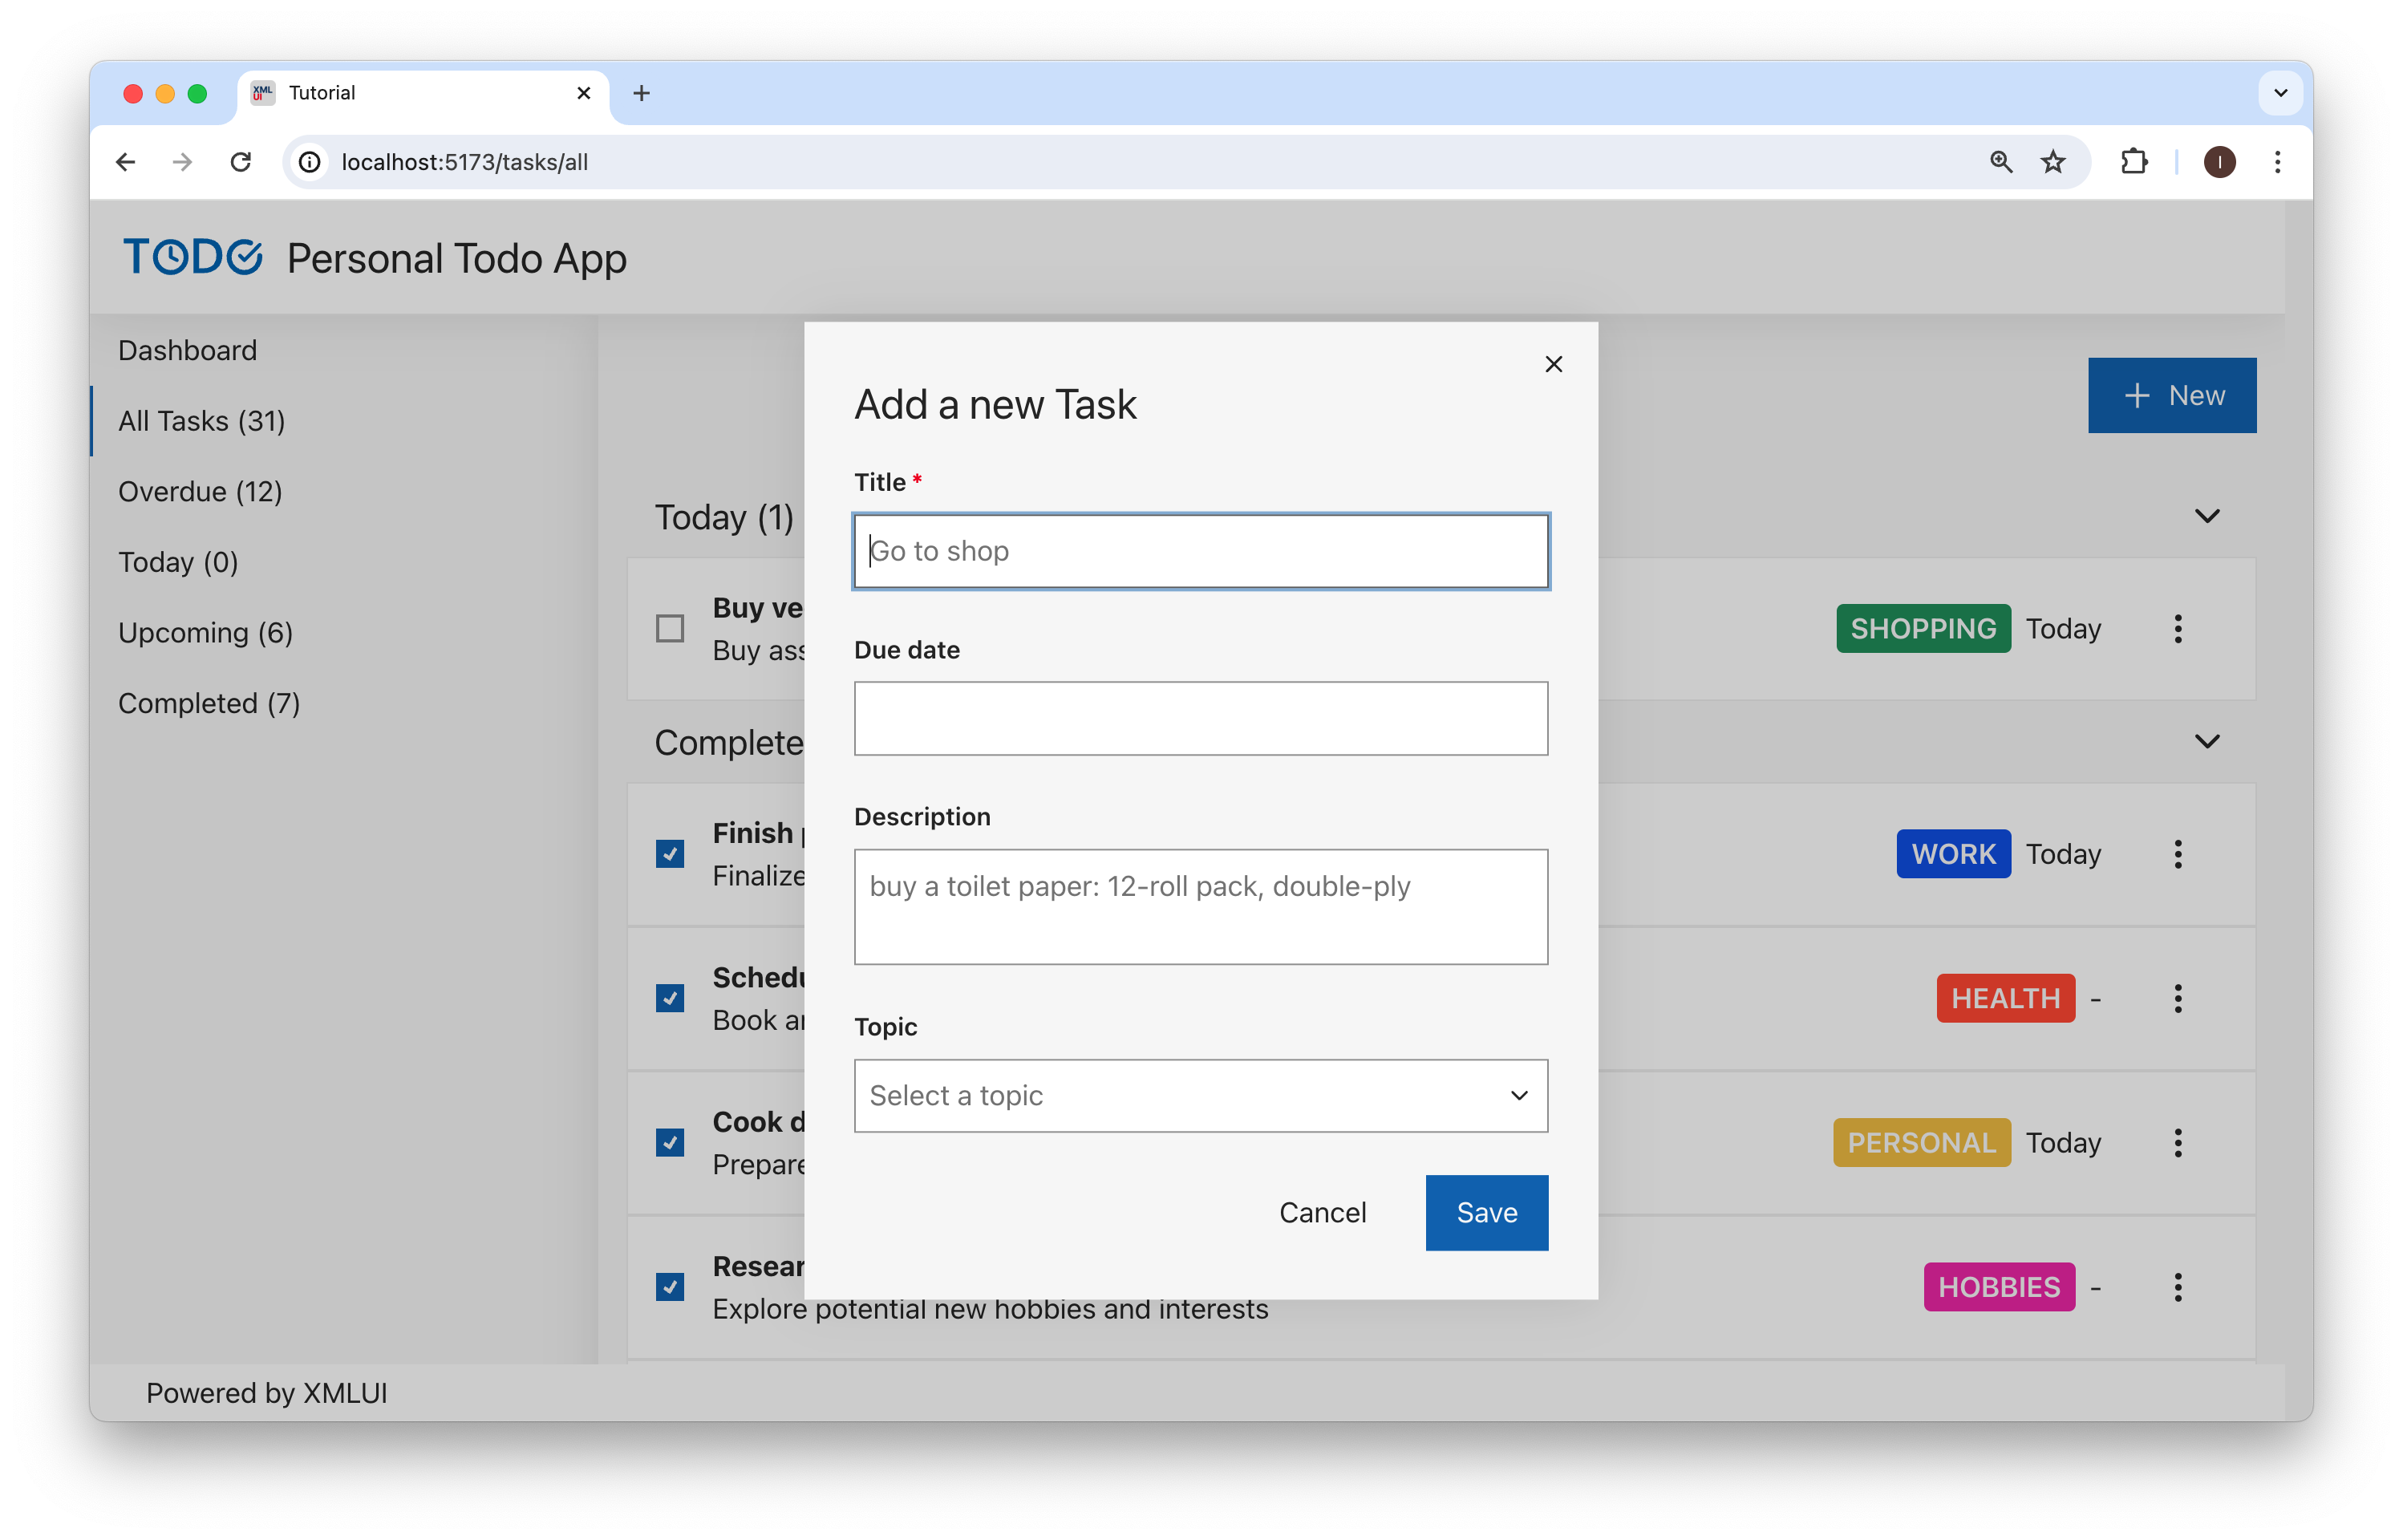 XML
UI
Tutorial
localhost:5173/tasks/all
I
TODO Personal Todo App
Dashboard
All Tasks (31)
Overdue (12)
Today (0)
Upcoming (6)
Completed (7)
New
Today (1)
Buy ve
Buy ass
SHOPPING Today
Complete
Finish
Finalize
WORK Today
Schedu
Book
HEALTH -
Cook d
Prepare
PERSONAL Today
Resear
Explore potential new hobbies and interests
HOBBIES -
Add a new Task
Title *
Go to shop
Due date
Description
buy a toilet paper: 12-roll pack, double-ply
Topic
Select a topic
Cancel
Save
Powered by XMLUI